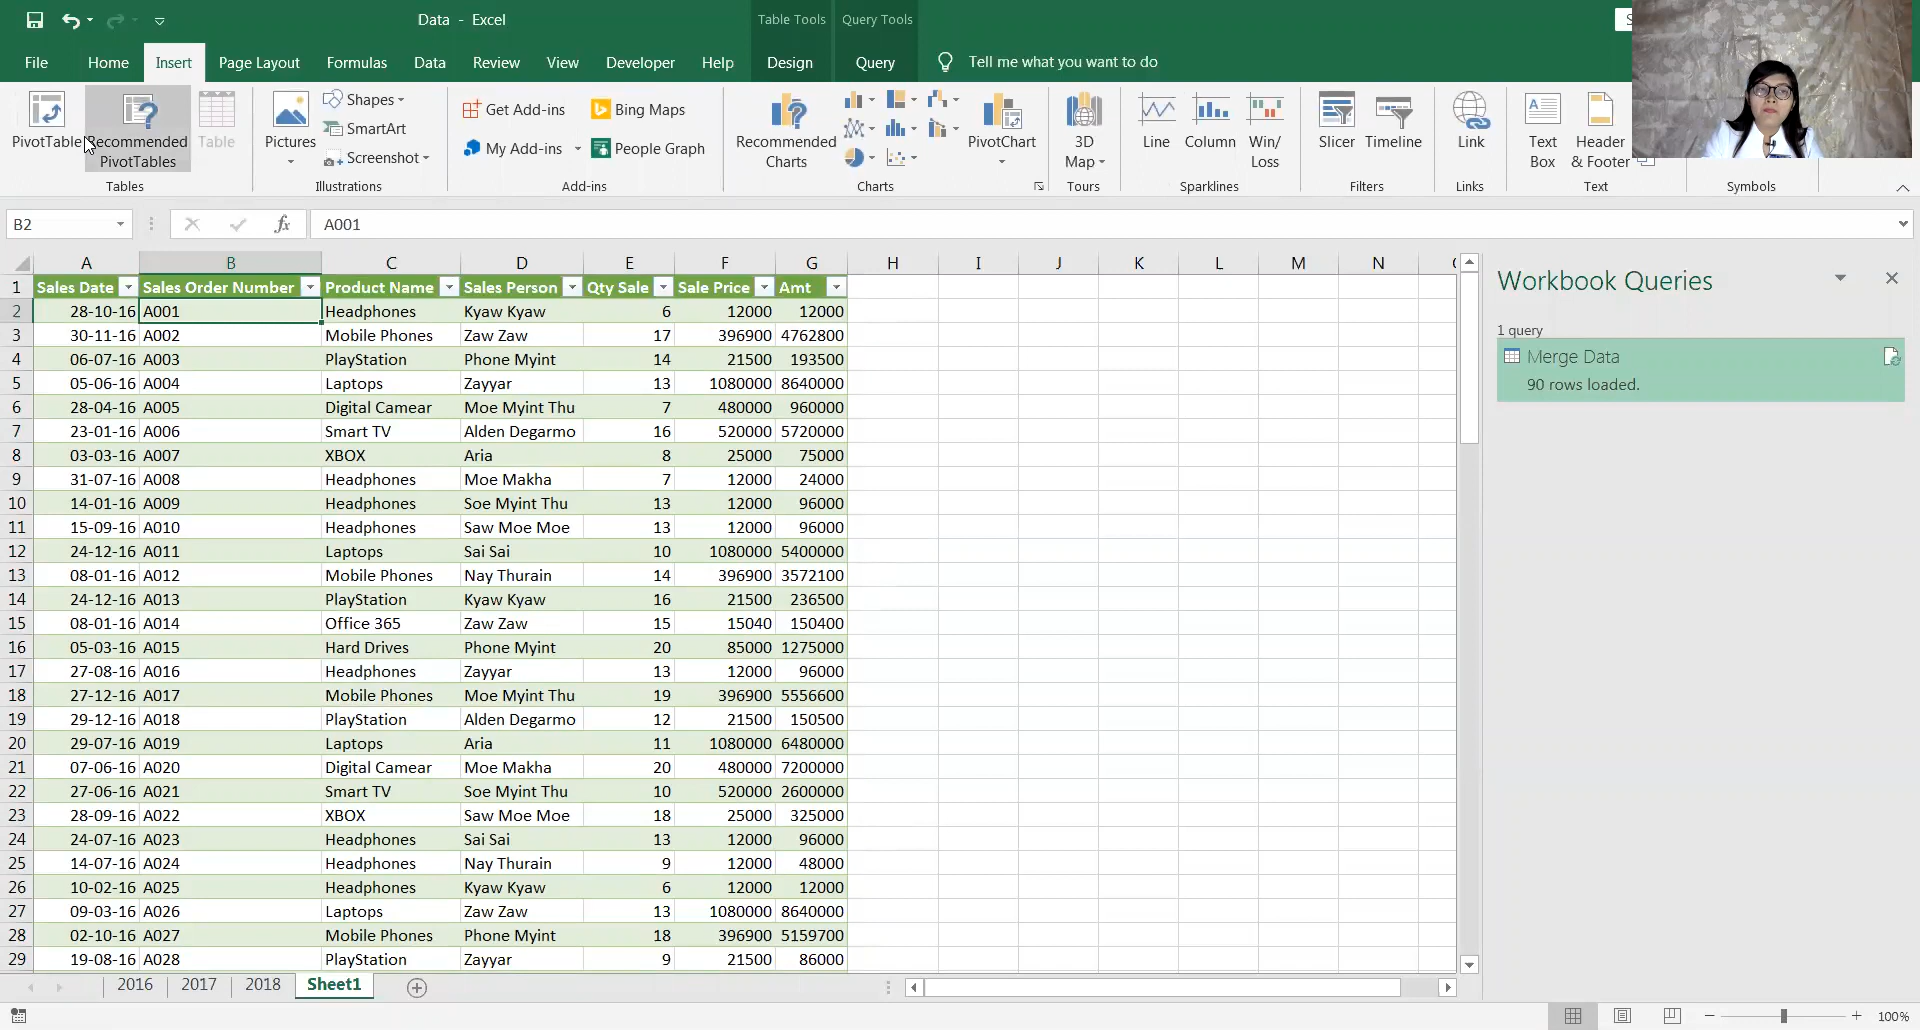 Data - Excel
Table Tools Query Tools
File Home Insert Page Layout Formulas Data Review View Developer Help Design Query Tell me what you want to do
PivotTable Recommended PivotTables Table
Tables
Pictures Shapes SmartArt Screenshot
Illustrations
Get Add-ins My Add-ins Bing Maps People Graph
Add-ins
Recommended Charts PivotChart
Charts
3D Map
Tours
Line Column Win/Loss
Sparklines
Slicer Timeline
Filters
Link
Links
Text Box Header & Footer
Text
Symbols
B2 fx A001
A B C D E F G H I J K L M N
1 Sales Date Sales Order Number Product Name Sales Person Qty Sale Sale Price Amt
2 28-10-16 A001 Headphones Kyaw Kyaw 6 12000 12000
3 30-11-16 A002 Mobile Phones Zaw Zaw 17 396900 4762800
4 06-07-16 A003 PlayStation Phone Myint 14 21500 193500
5 05-06-16 A004 Laptops Zayyar 13 1080000 8640000
6 28-04-16 A005 Digital Camear Moe Myint Thu 7 480000 960000
7 23-01-16 A006 Smart TV Alden Degarmo 16 520000 5720000
8 03-03-16 A007 XBOX Aria 8 25000 75000
9 31-07-16 A008 Headphones Moe Makha 7 12000 24000
10 14-01-16 A009 Headphones Soe Myint Thu 13 12000 96000
11 15-09-16 A010 Headphones Saw Moe Moe 13 12000 96000
12 24-12-16 A011 Laptops Sai Sai 10 1080000 5400000
13 08-01-16 A012 Mobile Phones Nay Thurain 14 396900 3572100
14 24-12-16 A013 PlayStation Kyaw Kyaw 16 21500 236500
15 08-01-16 A014 Office 365 Zaw Zaw 15 15040 150400
16 05-03-16 A015 Hard Drives Phone Myint 20 85000 1275000
17 27-08-16 A016 Headphones Zayyar 13 12000 96000
18 27-12-16 A017 Mobile Phones Moe Myint Thu 19 396900 5556600
19 29-12-16 A018 PlayStation Alden Degarmo 12 21500 150500
20 29-07-16 A019 Laptops Aria 11 1080000 6480000
21 07-06-16 A020 Digital Camear Moe Makha 20 480000 7200000
22 27-06-16 A021 Smart TV Soe Myint Thu 10 520000 2600000
23 28-09-16 A022 XBOX Saw Moe Moe 18 25000 325000
24 24-07-16 A023 Headphones Sai Sai 13 12000 96000
25 14-07-16 A024 Headphones Nay Thurain 9 12000 48000
26 10-02-16 A025 Headphones Kyaw Kyaw 6 12000 12000
27 09-03-16 A026 Laptops Zaw Zaw 13 1080000 8640000
28 02-10-16 A027 Mobile Phones Phone Myint 18 396900 5159700
29 19-08-16 A028 PlayStation Zayyar 9 21500 86000
Workbook Queries
1 query
Merge Data
90 rows loaded.
2016 2017 2018 Sheet1
100%